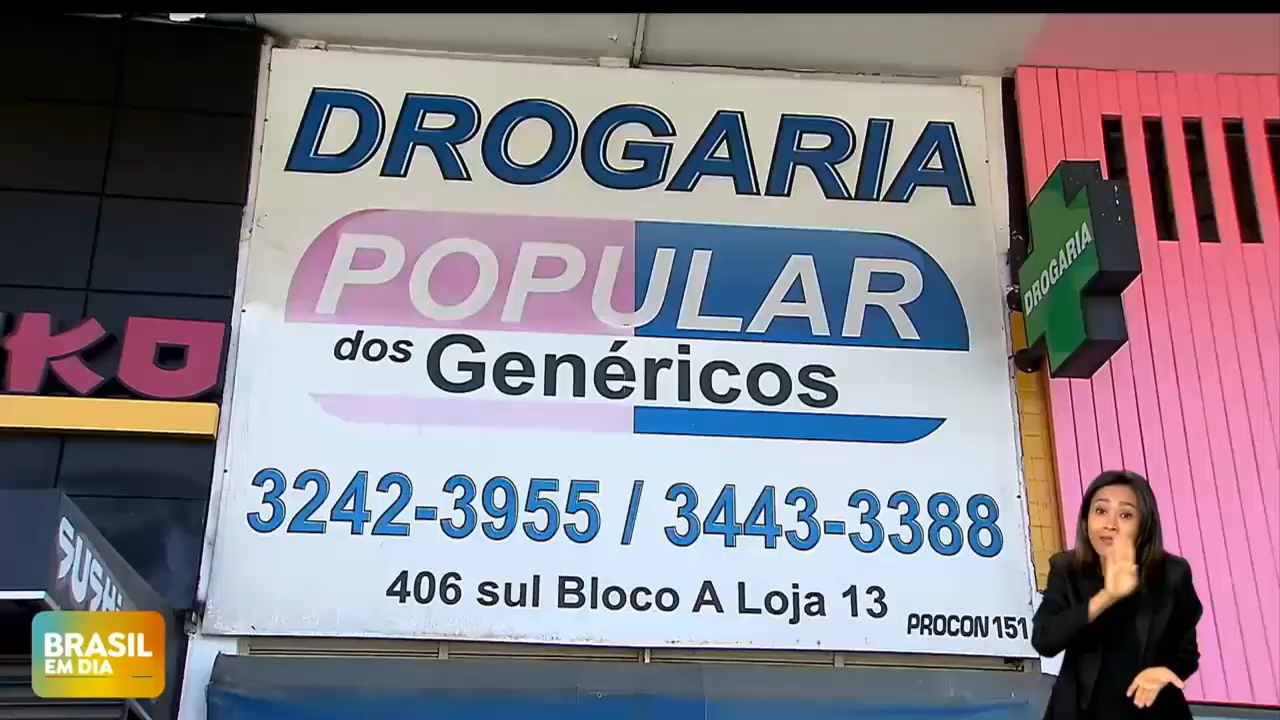 DROGARIA
POPULAR
dos Genéricos
3242-3955 / 3443-3388
406 sul Bloco A Loja 13
PROCON 151
DROGARIA
SUSHI
BRASIL
EM DIA